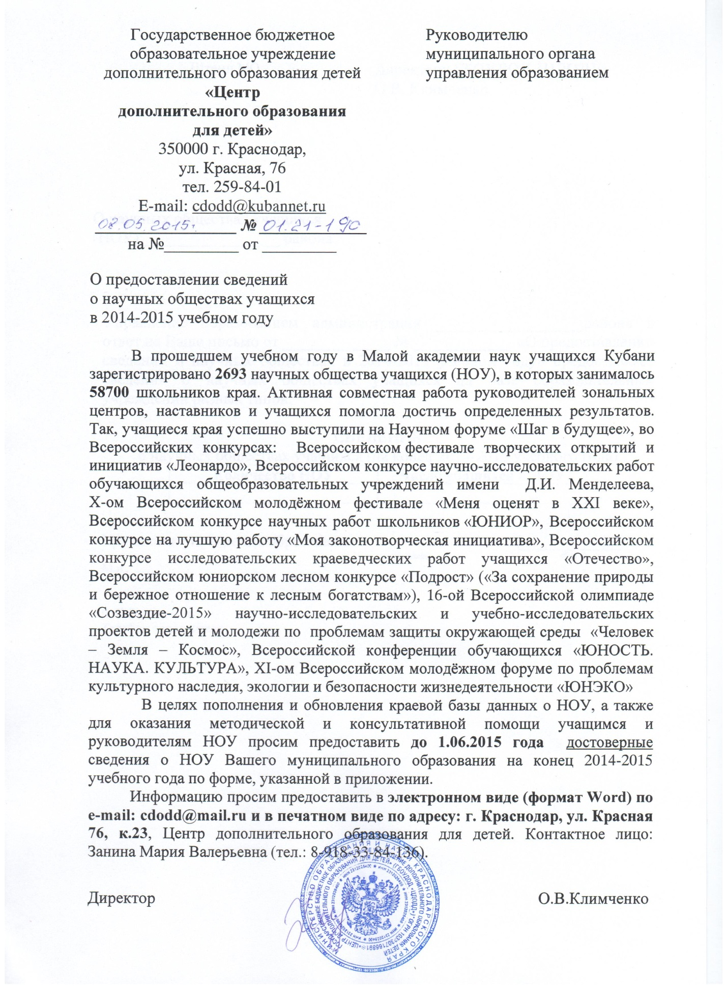 Государственное бюджетное
образовательное учреждение
дополнительного образования детей
«Центр
дополнительного образования
для детей»
350000 г. Краснодар,
ул. Красная, 76
тел. 259-84-01
E-mail: cdodd@kubannet.ru
08.05.2015г. № 01.21-190
на №_________ от _________
Руководителю
муниципального органа
управления образованием
О предоставлении сведений
о научных обществах учащихся
в 2014-2015 учебном году
В прошедшем учебном году в Малой академии наук учащихся Кубани
зарегистрировано 2693 научных общества учащихся (НОУ), в которых занималось
58700 школьников края. Активная совместная работа руководителей зональных
центров, наставников и учащихся помогла достичь определенных результатов.
Так, учащиеся края успешно выступили на Научном форуме «Шаг в будущее», во
Всероссийских конкурсах: Всероссийском фестивале творческих открытий и
инициатив «Леонардо», Всероссийском конкурсе научно-исследовательских работ
обучающихся общеобразовательных учреждений имени Д.И. Менделеева,
X-ом Всероссийском молодёжном фестивале «Меня оценят в XXI веке»,
Всероссийском конкурсе научных работ школьников «ЮНИОР», Всероссийском
конкурсе на лучшую работу «Моя законотворческая инициатива», Всероссийском
конкурсе исследовательских краеведческих работ учащихся «Отечество»,
Всероссийском юниорском лесном конкурсе «Подрост» («За сохранение природы
и бережное отношение к лесным богатствам»), 16-ой Всероссийской олимпиаде
«Созвездие-2015» научно-исследовательских и учебно-исследовательских
проектов детей и молодежи по проблемам защиты окружающей среды «Человек
– Земля – Космос», Всероссийской конференции обучающихся «ЮНОСТЬ.
НАУКА. КУЛЬТУРА», XI-ом Всероссийском молодёжном форуме по проблемам
культурного наследия, экологии и безопасности жизнедеятельности «ЮНЭКО»
В целях пополнения и обновления краевой базы данных о НОУ, а также
для оказания методической и консультативной помощи учащимся и
руководителям НОУ просим предоставить до 1.06.2015 года достоверные
сведения о НОУ Вашего муниципального образования на конец 2014-2015
учебного года по форме, указанной в приложении.
Информацию просим предоставить в электронном виде (формат Word) по
e-mail: cdodd@mail.ru и в печатном виде по адресу: г. Краснодар, ул. Красная
76, к.23, Центр дополнительного образования для детей. Контактное лицо:
Занина Мария Валерьевна (тел.: 8-918-33-84-136).
Директор О.В.Климченко
МИНИСТЕРСТВО ОБРАЗОВАНИЯ И НАУКИ КРАСНОДАРСКОГО КРАЯ
ГОСУДАРСТВЕННОЕ БЮДЖЕТНОЕ ОБРАЗОВАТЕЛЬНОЕ УЧРЕЖДЕНИЕ ДОПОЛНИТЕЛЬНОГО ОБРАЗОВАНИЯ ДЕТЕЙ
«ЦЕНТР ДОПОЛНИТЕЛЬНОГО ОБРАЗОВАНИЯ ДЛЯ ДЕТЕЙ» (ГБОУДОД «ЦДОДД»)